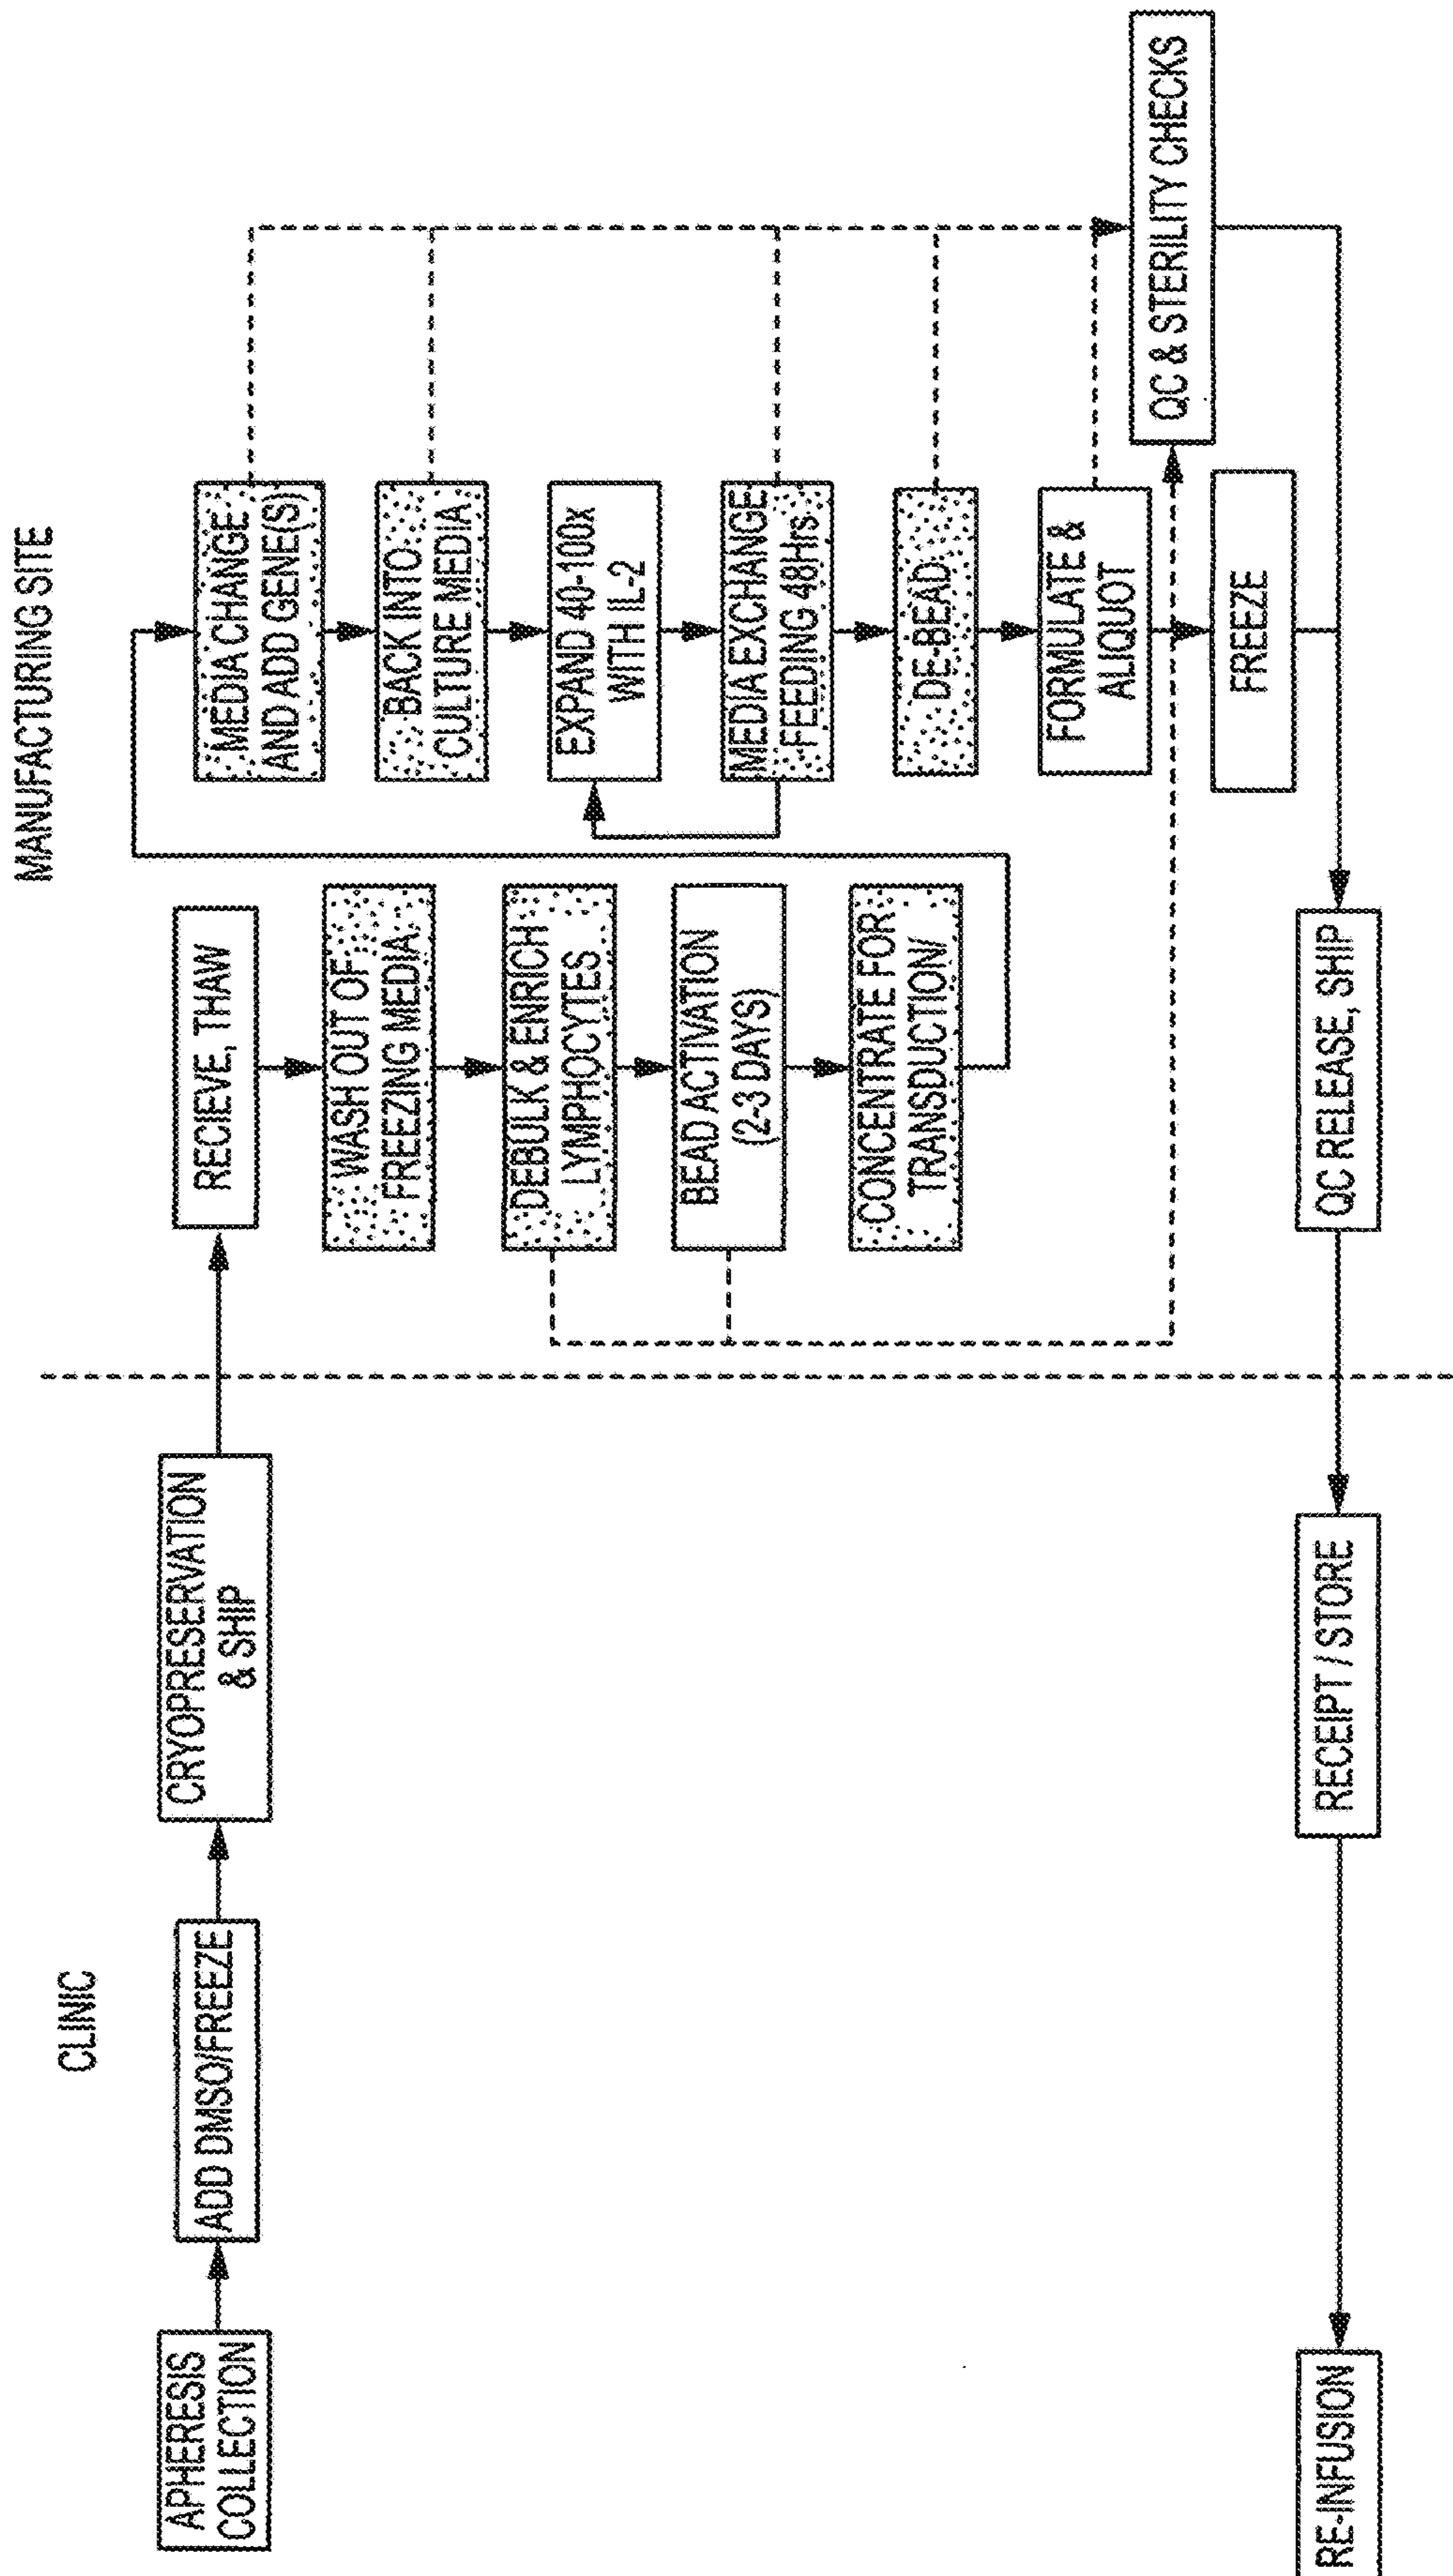 CLINIC
MANUFACTURING SITE
APHERESIS
COLLECTION
ADD DMSO/FREEZE
CRYOPRESERVATION
& SHIP
RECIEVE, THAW
WASH OUT OF
FREEZING MEDIA
DEBULK & ENRICH
LYMPHOCYTES
BEAD ACTIVATION
(2-3 DAYS)
CONCENTRATE FOR
TRANSDUCTION/
MEDIA CHANGE
AND ADD GENE(S)
BACK INTO
CULTURE MEDIA
EXPAND 40-100x
WITH IL-2
MEDIA EXCHANGE
FEEDING 48Hrs
DE-BEAD
FORMULATE &
ALIQUOT
QC & STERILITY CHECKS
FREEZE
QC RELEASE, SHIP
RECEIPT / STORE
RE-INFUSION